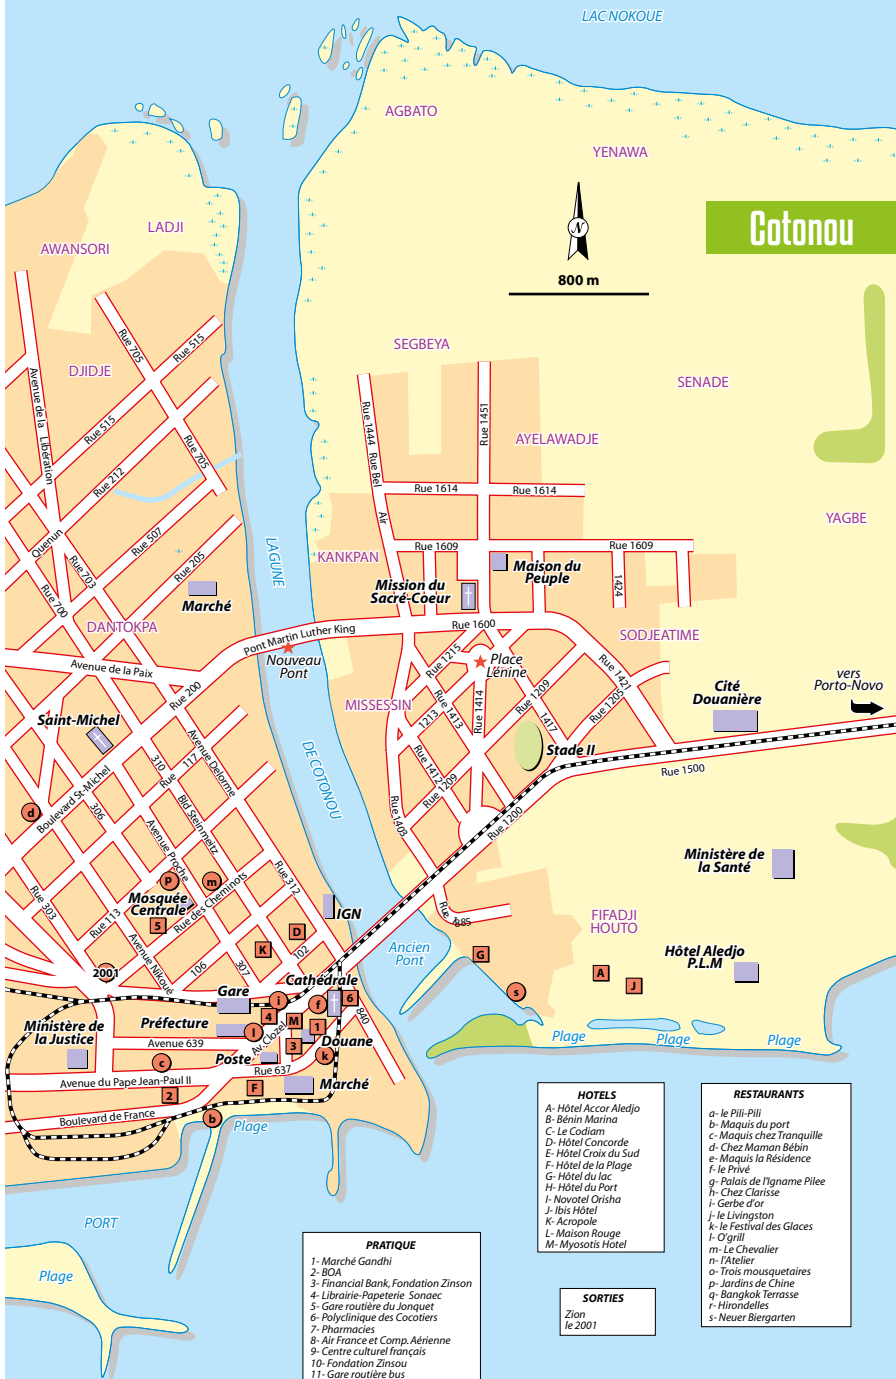 LAC NOKOUE
AGBATO
YENAWA
Cotonou
N
800 m
LADJI
AWANSORI
SEGBEYA
SENADE
DJIDJE
AYELAWADJE
YAGBE
Rue 705
Rue 515
Avenue de la Libération
Rue 515
Rue 705
Rue 212
Rue 1444
Rue Bel Air
Rue 1451
Rue 1614
Rue 1614
Quenun
Rue 507
Rue 703
Rue 205
Rue 700
LAGUNE
KANKPAN
Rue 1609
Rue 1609
Maison du
Peuple
Mission du
Sacré-Coeur
1424
Marché
DANTOKPA
Pont Martin Luther King
Rue 1600
SODJEATIME
Nouveau
Pont
Avenue de la Paix
Rue 200
Rue 1215
Place
Lénine
Rue 1421
Cité
Douanière
vers
Porto-Novo
MISSESSIN
1213
Rue 1413
Rue 1414
Rue 1209
1417
Rue 1205
Saint-Michel
DE COTONOU
Stade II
Rue 1412
Rue 1209
Rue 1403
Rue 1500
Rue 1200
Boulevard St-Michel
310
Rue 117
Avenue Delorme
Bld Steinmetz
306
Avenue Proche
d
p
m
Ministère de
la Santé
Rue 303
Mosquée
Centrale
Rue des Cheminots
Rue 312
IGN
Rue 113
5
D
K
102
Avenue Nikoué
106
307
2001
885
FIFADJI
HOUTO
Ancien
Pont
G
A
J
s
Hôtel Aledjo
P.L.M
Cathédrale
Gare
i
f
6
840
Préfecture
4
M
1
l
Av. Clozel
3
Douane
k
Ministère de
la Justice
Avenue 639
Poste
c
Rue 637
Avenue du Pape Jean-Paul II
2
F
Marché
Boulevard de France
b
Plage
Plage
Plage
Plage
PORT
Plage
HOTELS
A- Hôtel Accor Aledjo
B- Bénin Marina
C- Le Codiam
D- Hôtel Concorde
E- Hôtel Croix du Sud
F- Hôtel de la Plage
G- Hôtel du lac
H- Hôtel du Port
I- Novotel Orisha
J- Ibis Hôtel
K- Acropole
L- Maison Rouge
M- Myosotis Hotel
RESTAURANTS
a- le Pili-Pili
b- Maquis du port
c- Maquis chez Tranquille
d- Chez Maman Bébin
e- Maquis la Résidence
f- le Privé
g- Palais de l'Igname Pilee
h- Chez Clarisse
i- Gerbe d'or
j- le Livingston
k- le Festival des Glaces
l- O'grill
m- Le Chevalier
n- l'Atelier
o- Trois mousquetaires
p- Jardins de Chine
q- Bangkok Terrasse
r- Hirondelles
s- Neuer Biergarten
SORTIES
Zion
le 2001
PRATIQUE
1- Marché Gandhi
2- BOA
3- Financial Bank, Fondation Zinson
4- Librairie-Papeterie Sonaec
5- Gare routière du Jonquet
6- Polyclinique des Cocotiers
7- Pharmacies
8- Air France et Comp. Aérienne
9- Centre culturel français
10- Fondation Zinsou
11- Gare routière bus